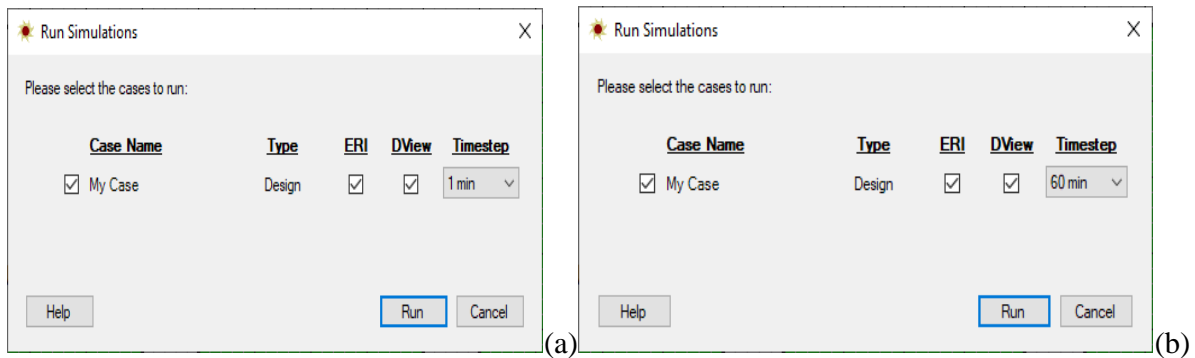 Run Simulations X
Please select the cases to run:
Case Name Type ERI DView Timestep
My Case Design 1 min
Help Run Cancel
(a)
Run Simulations X
Please select the cases to run:
Case Name Type ERI DView Timestep
My Case Design 60 min
Help Run Cancel
(b)